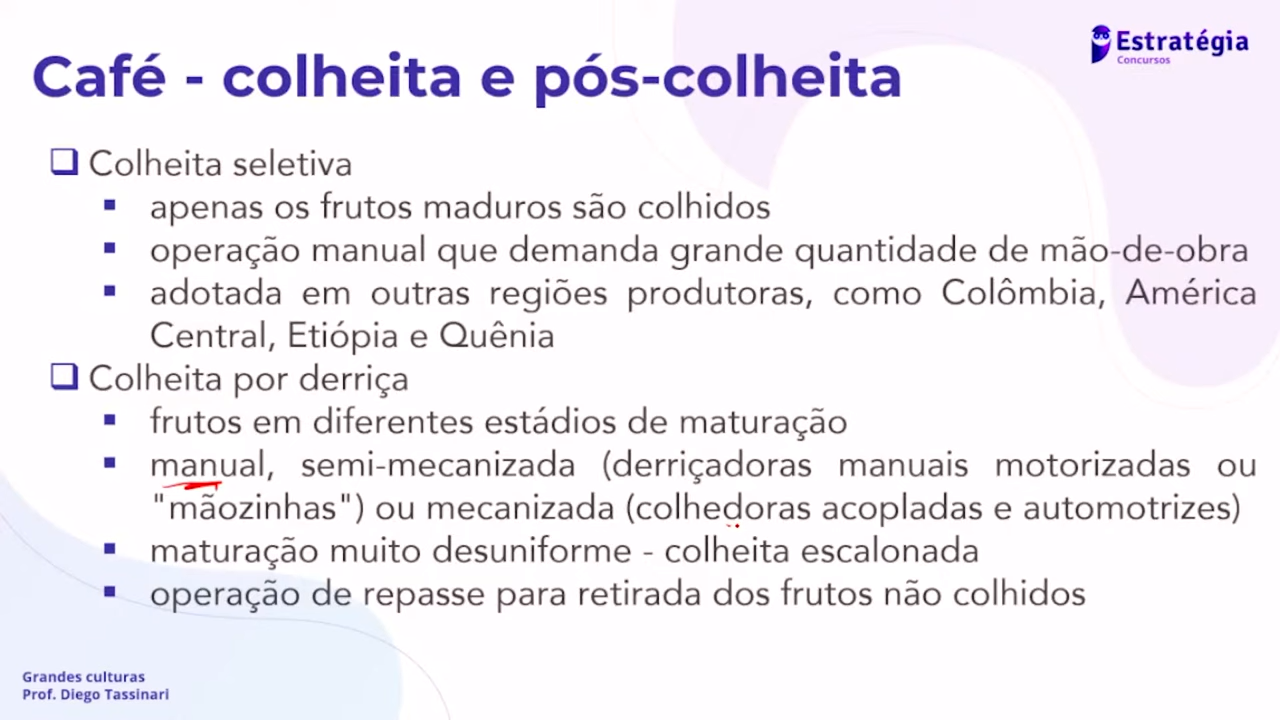 Estratégia
Concursos
Café - colheita e pós-colheita
Colheita seletiva
apenas os frutos maduros são colhidos
operação manual que demanda grande quantidade de mão-de-obra
adotada em outras regiões produtoras, como Colômbia, América
Central, Etiópia e Quênia
Colheita por derriça
frutos em diferentes estádios de maturação
manual, semi-mecanizada (derriçadoras manuais motorizadas ou
"mãozinhas") ou mecanizada (colhedoras acopladas e automotrizes)
maturação muito desuniforme - colheita escalonada
operação de repasse para retirada dos frutos não colhidos
Grandes culturas
Prof. Diego Tassinari